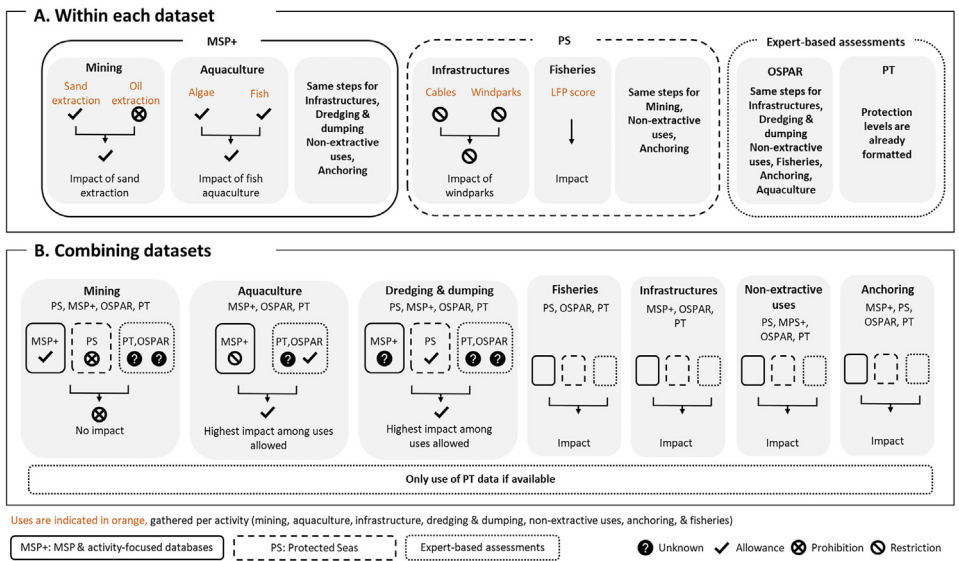 A. Within each dataset
MSP+
Mining
Sand
extraction
Oil
extraction
Impact of sand
extraction
Aquaculture
Algae
Fish
Impact of fish
aquaculture
Same steps for
Infrastructures,
Dredging &
dumping
Non-extractive
uses,
Anchoring
PS
Infrastructures
Cables
Windparks
Impact of
windparks
Fisheries
LFP score
Impact
Same steps for
Mining,
Non-extractive
uses,
Anchoring
Expert-based assessments
OSPAR
Same steps for
Infrastructures,
Dredging &
dumping
Non-extractive
uses, Fisheries,
Anchoring,
Aquaculture
PT
Protection
levels are
already
formatted
B. Combining datasets
Mining
PS, MSP+, OSPAR, PT
MSP+
PS
PT,OSPAR
No impact
Aquaculture
MSP+, OSPAR, PT
MSP+
PT,OSPAR
Highest impact among uses
allowed
Dredging & dumping
PS, MSP+, OSPAR, PT
MSP+
PS
PT,OSPAR
Highest impact among
uses allowed
Fisheries
PS, OSPAR, PT
Impact
Infrastructures
MSP+, OSPAR,
PT
Impact
Non-extractive
uses
PS, MPS+,
OSPAR, PT
Impact
Anchoring
MSP+, PS,
OSPAR, PT
Impact
Only use of PT data if available
Uses are indicated in orange, gathered per activity (mining, aquaculture, infrastructure, dredging & dumping, non-extractive uses, anchoring, & fisheries)
MSP+: MSP & activity-focused databases
PS: Protected Seas
Expert-based assessments
? Unknown
Allowance
Prohibition
Restriction